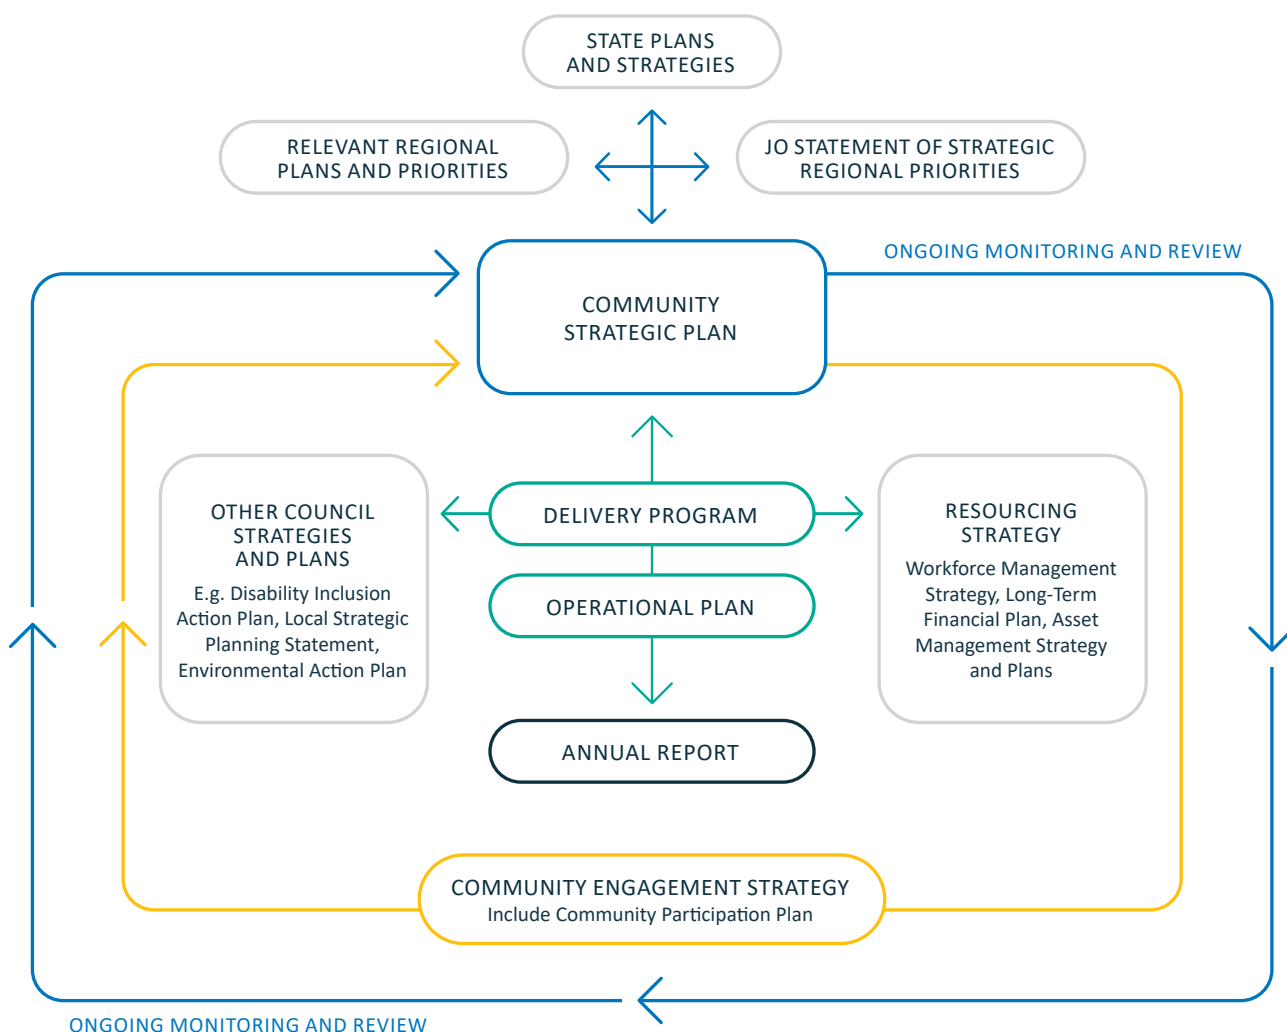 STATE PLANS
AND STRATEGIES
RELEVANT REGIONAL
PLANS AND PRIORITIES
JO STATEMENT OF STRATEGIC
REGIONAL PRIORITIES
ONGOING MONITORING AND REVIEW
COMMUNITY
STRATEGIC PLAN
OTHER COUNCIL
STRATEGIES
AND PLANS
E.g. Disability Inclusion
Action Plan, Local Strategic
Planning Statement,
Environmental Action Plan
DELIVERY PROGRAM
OPERATIONAL PLAN
ANNUAL REPORT
RESOURCING
STRATEGY
Workforce Management
Strategy, Long-Term
Financial Plan, Asset
Management Strategy
and Plans
COMMUNITY ENGAGEMENT STRATEGY
Include Community Participation Plan
ONGOING MONITORING AND REVIEW